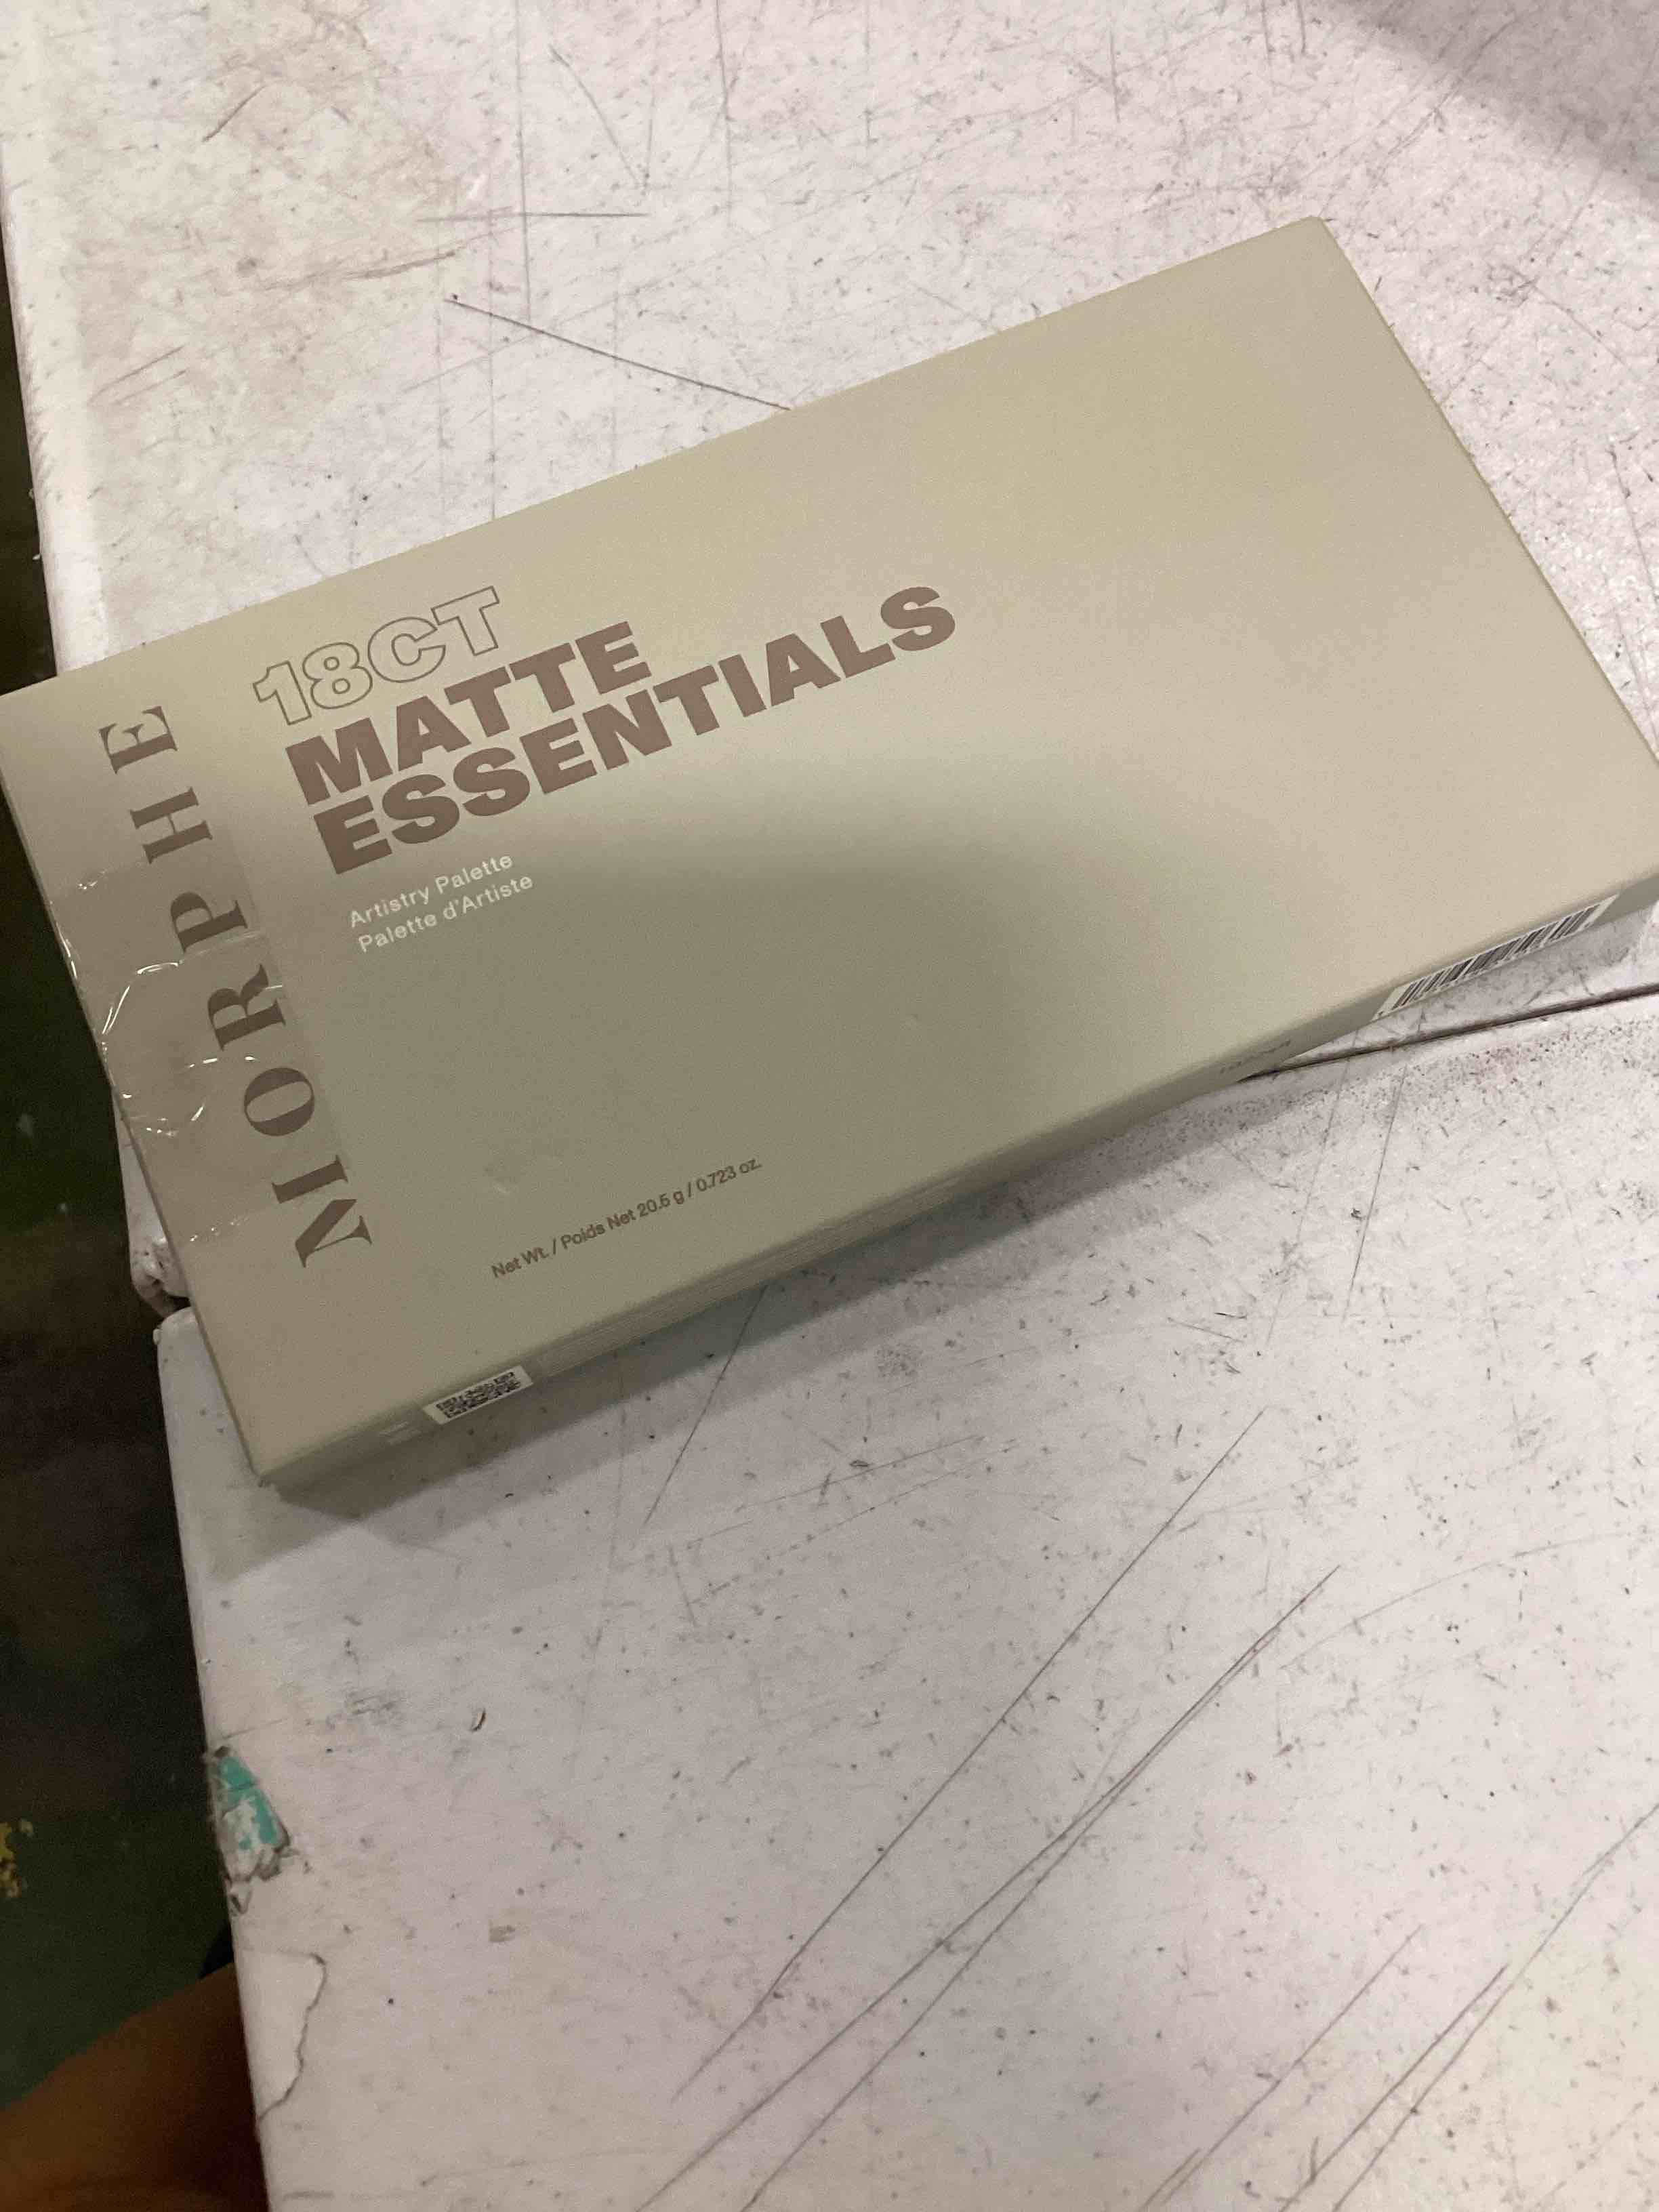 MORPHE
18CT
MATTE
ESSENTIALS
Artistry Palette
Palette d'Artiste
Net Wt. / Poids Net 20.5 g / 0.723 oz.